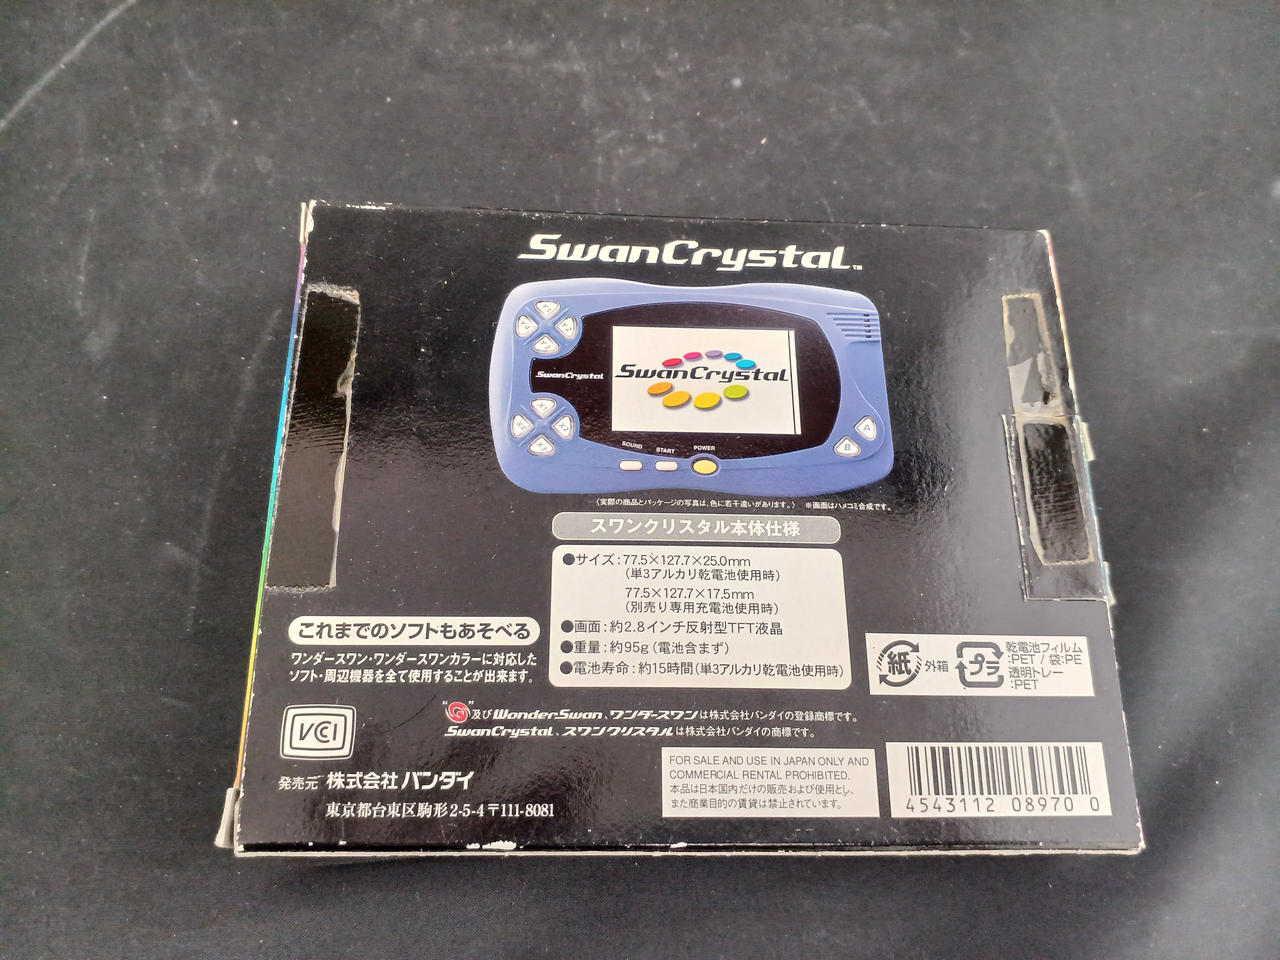 SwanCrystal™
Y1
Y2
Y3
Y4
SwanCrystal
SwanCrystal
X1
X2
X3
X4
A
B
SOUND
START
POWER
(実際の商品とパッケージの写真は、色に若干違いがあります。) ※画面はハメコミ合成です。
スワンクリスタル本体仕様
●サイズ:77.5×127.7×25.0mm
(単3アルカリ乾電池使用時)
77.5×127.7×17.5mm
(別売り専用充電池使用時)
●画面:約2.8インチ反射型TFT液晶
●重量:約95g(電池含まず)
●電池寿命:約15時間(単3アルカリ乾電池使用時)
これまでのソフトもあそべる
ワンダースワン・ワンダースワンカラーに対応した
ソフト・周辺機器を全て使用することが出来ます。
紙 外箱
プラ
乾電池フィルム
:PET / 袋:PE
透明トレー
:PET
“ ”及びWonderSwan、ワンダースワンは株式会社バンダイの登録商標です。
SwanCrystal、スワンクリスタルは株式会社バンダイの商標です。
VCI
発売元 株式会社 バンダイ
東京都台東区駒形2-5-4〒111-8081
FOR SALE AND USE IN JAPAN ONLY AND
COMMERCIAL RENTAL PROHIBITED.
本品は日本国内だけの販売および使用とし、
また商業目的の賃貸は禁止されています。
4543112 08970 0